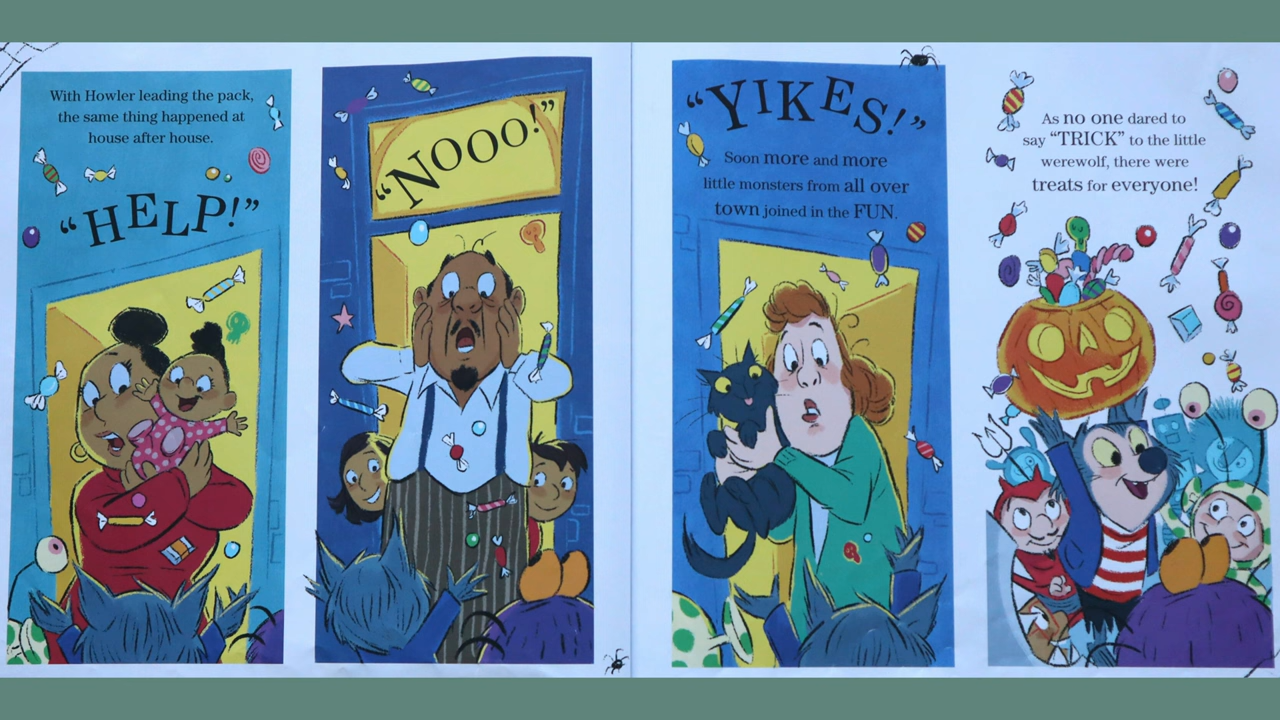 With Howler leading the pack,
the same thing happened at
house after house.
“HELP!”
“NOOO!”
“YIKES!”
Soon more and more
little monsters from all over
town joined in the FUN.
As no one dared to
say “TRICK” to the little
werewolf, there were
treats for everyone!